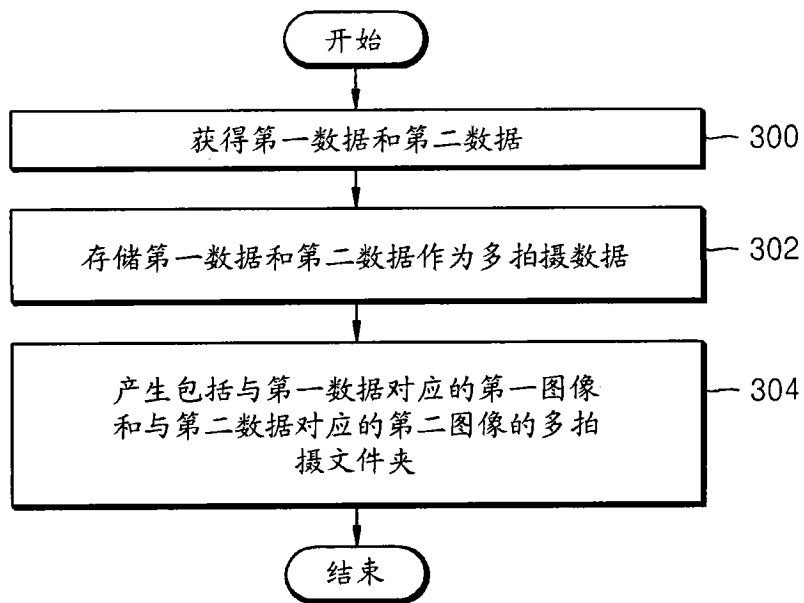 开始
获得第一数据和第二数据
300
存储第一数据和第二数据作为多拍摄数据
302
产生包括与第一数据对应的第一图像
和与第二数据对应的第二图像的多拍
摄文件夹
304
结束